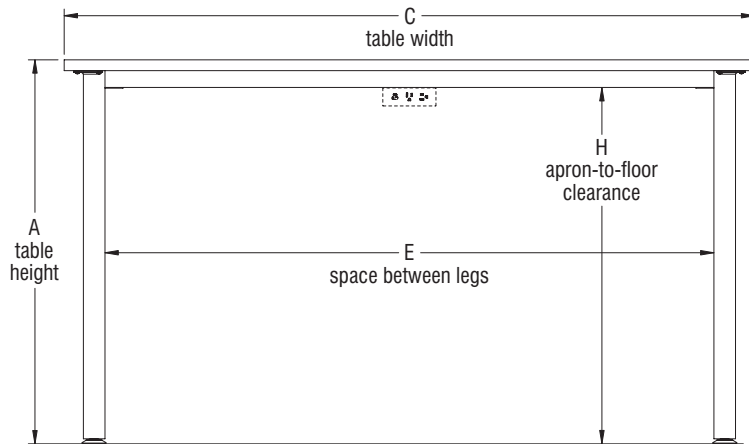 C
table width
H
apron-to-floor
clearance
A
table
height
E
space between legs